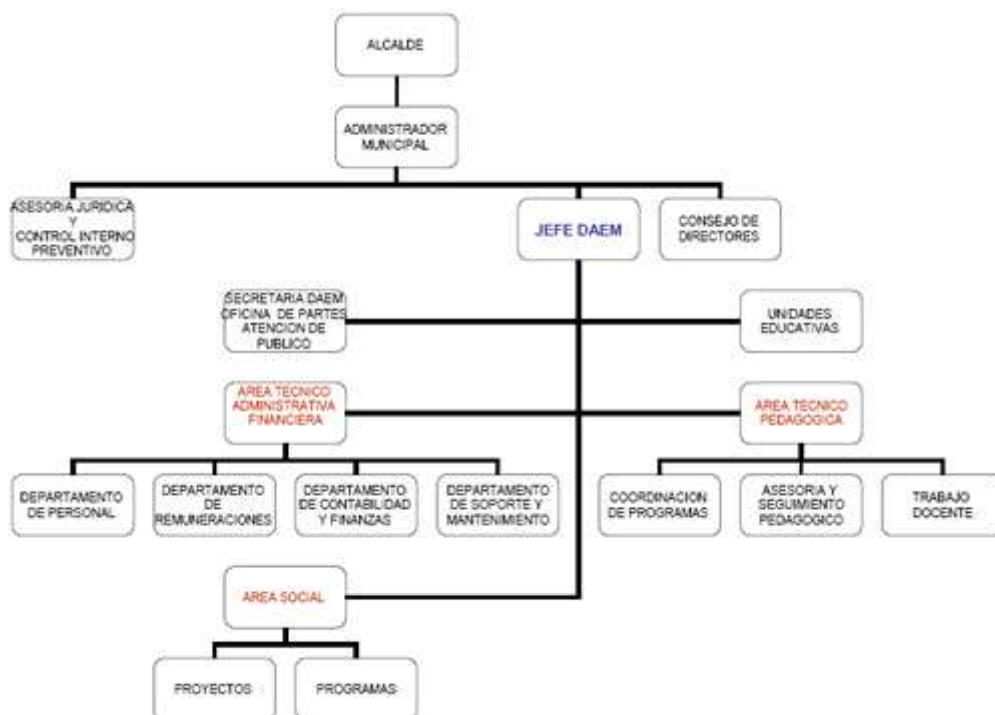 ALCALDE
ADMINISTRADOR
MUNICIPAL
ASESORIA JURIDICA
Y
CONTROL INTERNO
PREVENTIVO
JEFE DAEM
CONSEJO DE
DIRECTORES
SECRETARIA DAEM
OFICINA DE PARTES
ATENCION DE
PUBLICO
UNIDADES
EDUCATIVAS
AREA TECNICO
ADMINISTRATIVA
FINANCIERA
AREA TECNICO
PEDAGOGICA
DEPARTAMENTO
DE PERSONAL
DEPARTAMENTO
DE
REMUNERACIONES
DEPARTAMENTO
DE CONTABILIDAD
Y FINANZAS
DEPARTAMENTO
DE SOPORTE Y
MANTENIMIENTO
COORDINACION
DE PROGRAMAS
ASESORIA Y
SEGUIMIENTO
PEDAGOGICO
TRABAJO
DOCENTE
AREA SOCIAL
PROYECTOS
PROGRAMAS